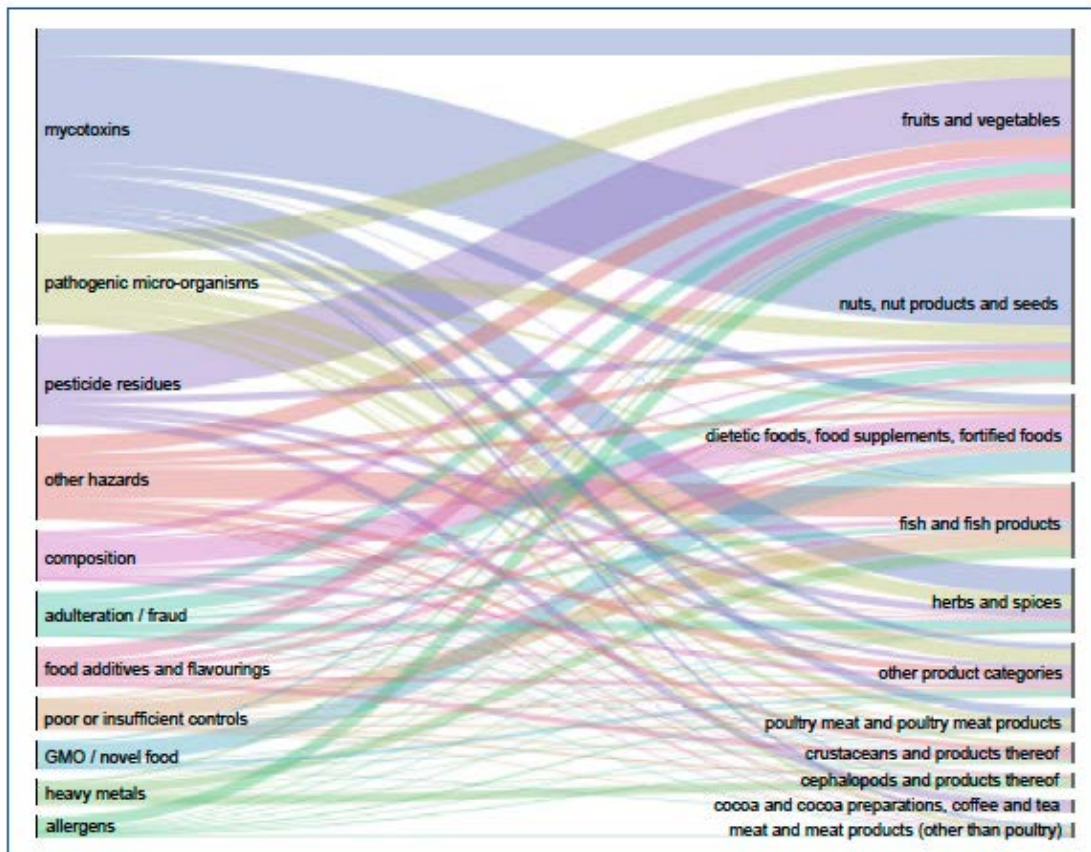 mycotoxins
pathogenic micro-organisms
pesticide residues
other hazards
composition
adulteration / fraud
food additives and flavourings
poor or insufficient controls
GMO / novel food
heavy metals
allergens
fruits and vegetables
nuts, nut products and seeds
dietetic foods, food supplements, fortified foods
fish and fish products
herbs and spices
other product categories
poultry meat and poultry meat products
crustaceans and products thereof
cephalopods and products thereof
cocoa and cocoa preparations, coffee and tea
meat and meat products (other than poultry)